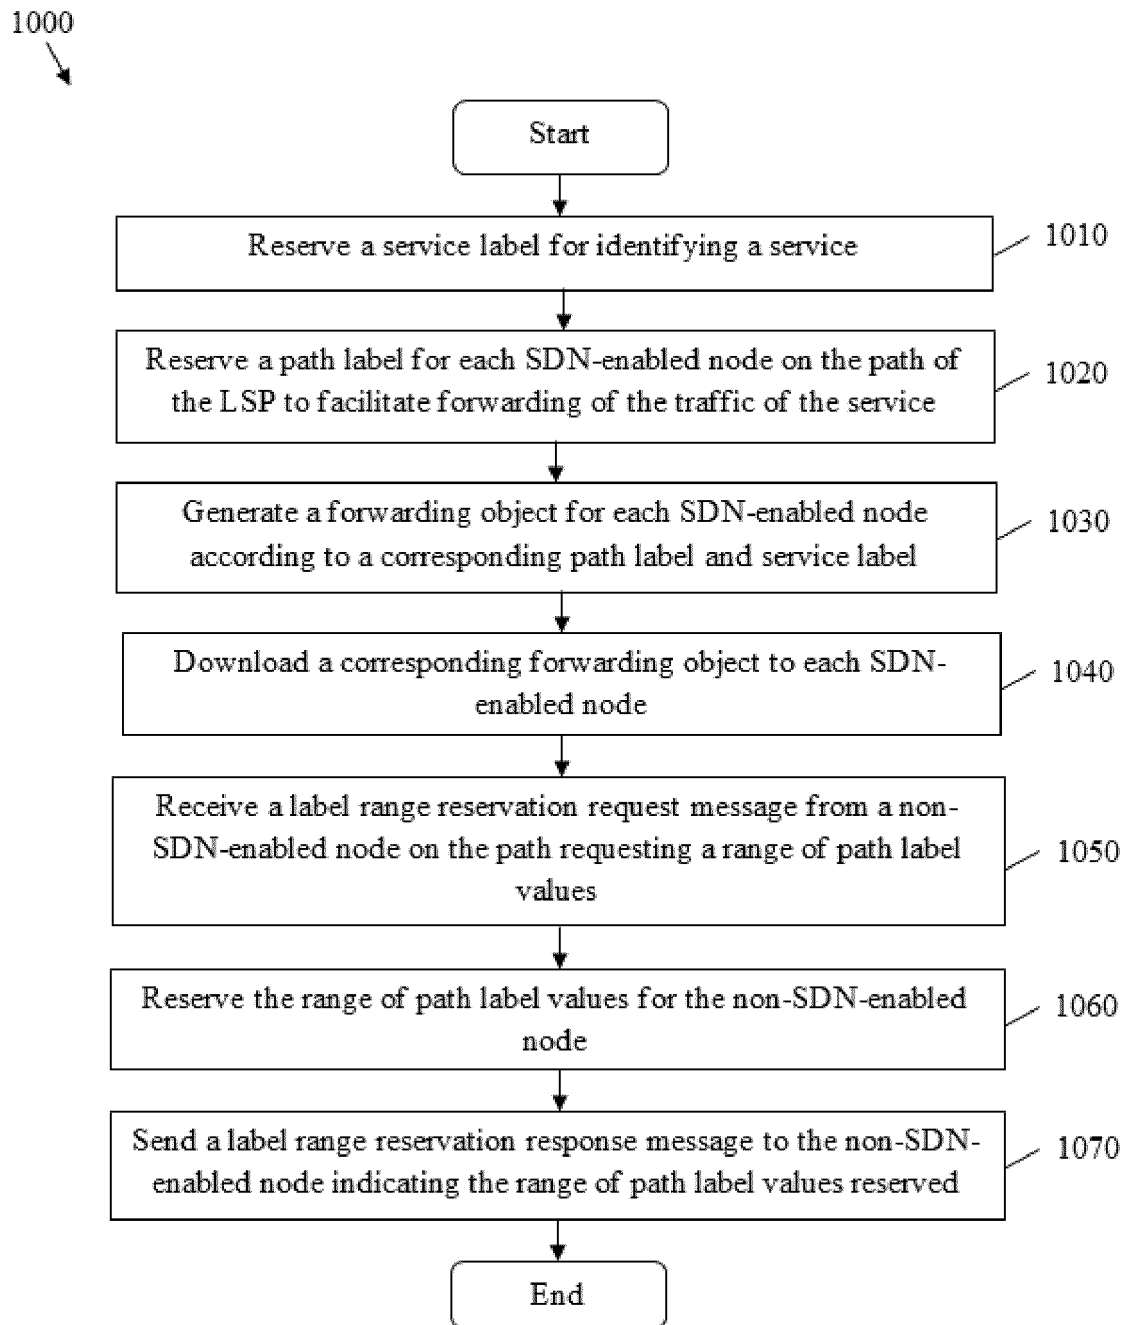 1000
Start
Reserve a service label for identifying a service
1010
Reserve a path label for each SDN-enabled node on the path of
the LSP to facilitate forwarding of the traffic of the service
1020
Generate a forwarding object for each SDN-enabled node
according to a corresponding path label and service label
1030
Download a corresponding forwarding object to each SDN-
enabled node
1040
Receive a label range reservation request message from a non-
SDN-enabled node on the path requesting a range of path label
values
1050
Reserve the range of path label values for the non-SDN-enabled
node
1060
Send a label range reservation response message to the non-SDN-
enabled node indicating the range of path label values reserved
1070
End